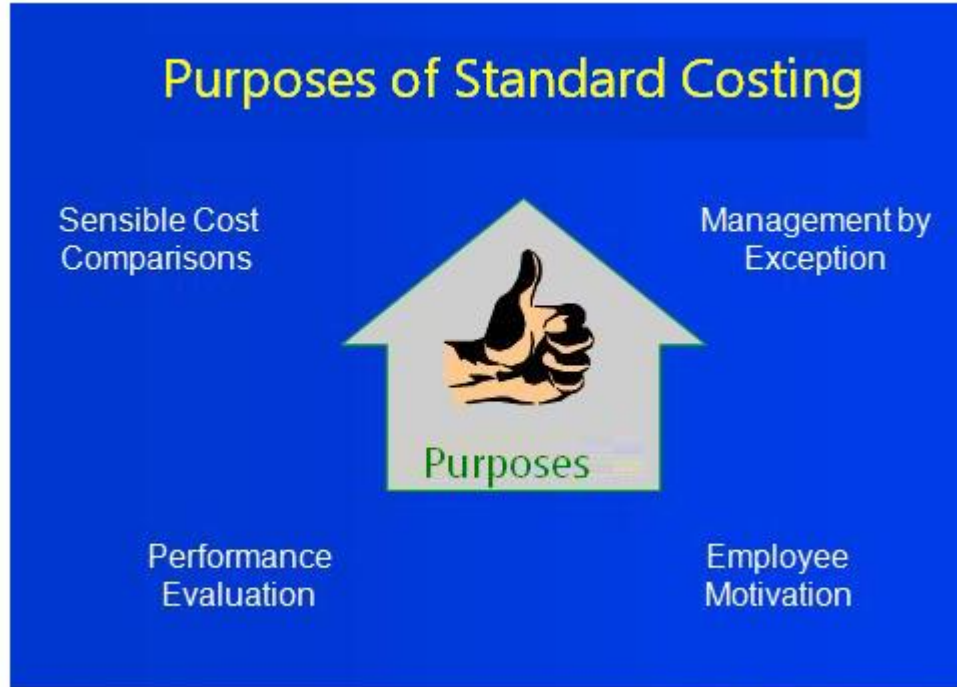 Purposes of Standard Costing
Sensible Cost
Comparisons
Management by
Exception
Purposes
Performance
Evaluation
Employee
Motivation